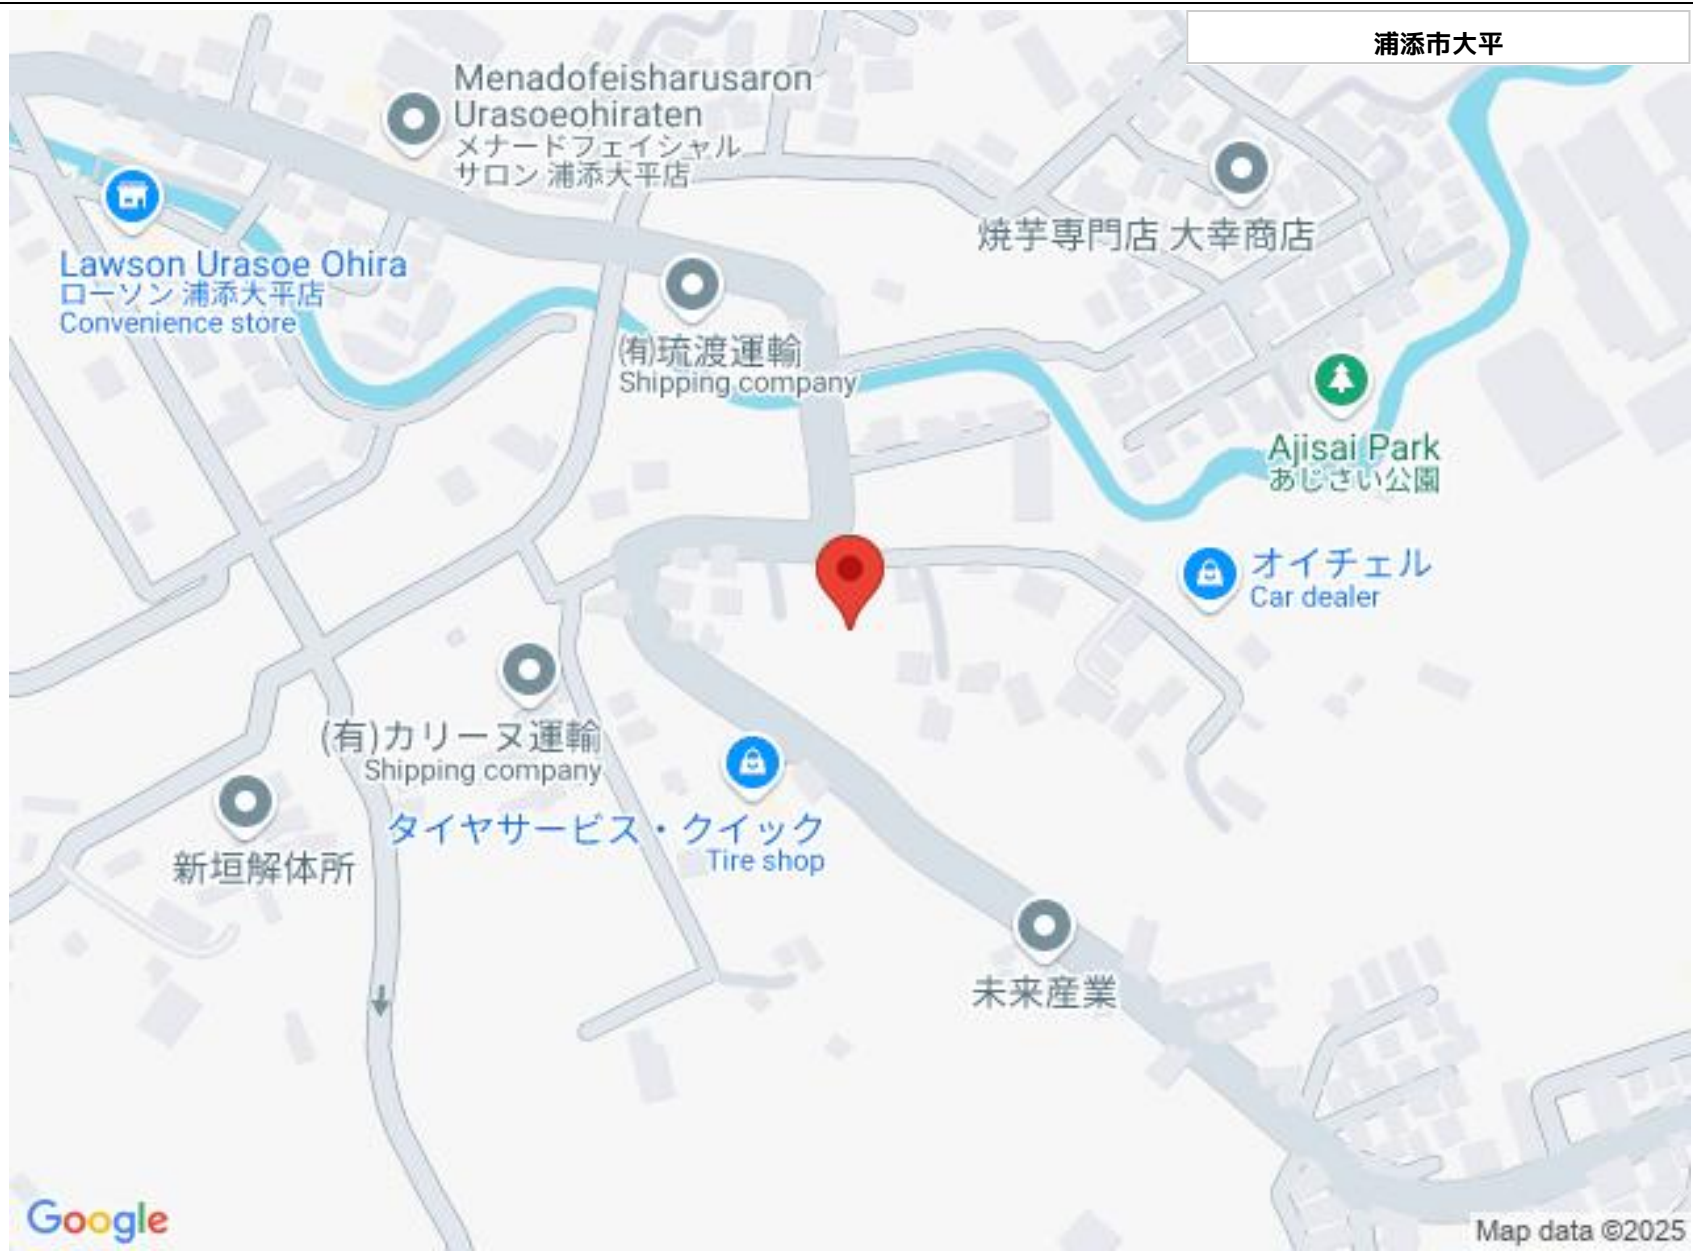 浦添市大平
Menadofeisharusaron
Urasoeohiraten
メナードフェイシャル
サロン 浦添大平店
焼芋専門店 大幸商店
Lawson Urasoe Ohira
ローソン 浦添大平店
Convenience store
㈲琉渡運輸
Shipping company
Ajisai Park
あじさい公園
オイチェル
Car dealer
(有)カリーヌ運輸
Shipping company
タイヤサービス・クイック
Tire shop
新垣解体所
未来産業
Google
Map data ©2025